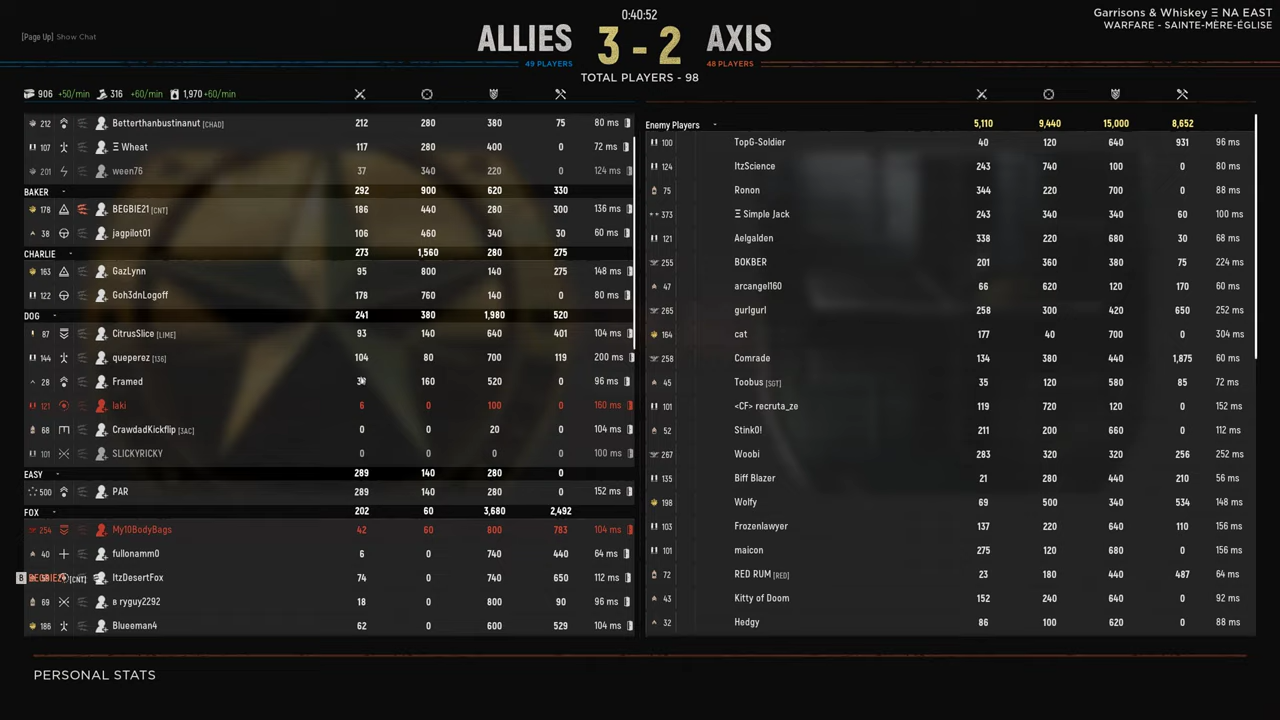 0:40:52
Garrisons & Whiskey Ξ NA EAST
WARFARE - SAINTE-MÈRE-ÉGLISE
[Page Up] Show Chat
ALLIES 3 - 2 AXIS
49 PLAYERS 48 PLAYERS
TOTAL PLAYERS - 98
906 +50/min 316 +60/min 1,970 +60/min
212 Betterthanbustinanut [CHAD] 212 280 380 75 80 ms
107 Ξ Wheat 117 280 400 0 72 ms
201 ween76 37 340 220 0 124 ms
BAKER - 292 900 620 330
178 BEGBIE21 [CNT] 186 440 280 300 136 ms
38 jagpilot01 106 460 340 30 60 ms
CHARLIE - 273 1,560 280 275
163 GazLynn 95 800 140 275 148 ms
122 Goh3dnLogoff 178 760 140 0 80 ms
DOG - 241 380 1,980 520
87 CitrusSlice [LIME] 93 140 640 401 104 ms
144 queperez [136] 104 80 700 119 200 ms
28 Framed 160 520 0 96 ms
121 laki 6 0 100 0 160 ms
68 CrawdadKickflip [3AC] 0 0 20 0 104 ms
101 SLICKYRICKY 0 0 0 0 100 ms
EASY - 289 140 280 0
500 PAR 289 140 280 0 152 ms
FOX - 202 60 3,680 2,492
254 My10BodyBags 42 60 800 783 104 ms
40 fullonamm0 6 0 740 440 64 ms
8 BEGBIE21 [CNT] ItzDesertFox 74 0 740 650 112 ms
69 ʙ ryguy2292 18 0 800 90 96 ms
186 Blueeman4 62 0 600 529 104 ms
Enemy Players - 5,110 9,440 15,000 8,652
100 TopG-Soldier 40 120 640 931 96 ms
124 ItzScience 243 740 100 0 80 ms
75 Ronon 344 220 700 0 88 ms
373 Ξ Simple Jack 243 340 340 60 100 ms
121 Aelgalden 338 220 680 30 68 ms
255 BOKBER 201 360 380 75 224 ms
47 arcangel160 66 620 120 170 60 ms
265 gurlgurl 258 300 420 650 252 ms
164 cat 177 40 700 0 304 ms
258 Comrade 134 380 440 1,875 60 ms
45 Toobus [SGT] 35 120 580 85 72 ms
101 <CF> recruta_ze 119 720 120 0 152 ms
52 Stink0! 211 200 660 0 112 ms
267 Woobi 283 320 320 256 252 ms
135 Biff Blazer 21 280 440 210 56 ms
198 Wolfy 69 500 340 534 148 ms
103 Frozenlawyer 137 220 640 110 156 ms
101 maicon 275 120 680 0 156 ms
72 RED RUM [RED] 23 180 440 487 64 ms
43 Kitty of Doom 152 240 640 0 92 ms
32 Hedgy 86 100 620 0 88 ms
PERSONAL STATS